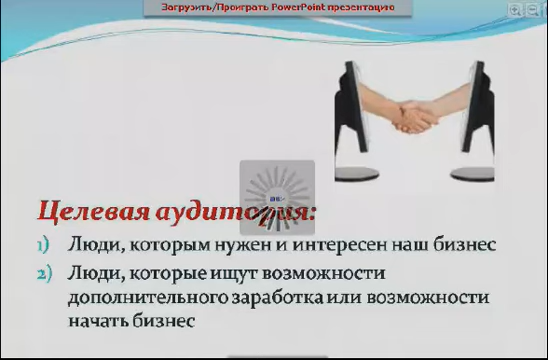 Загрузить/Проиграть PowerPoint презентацию
Целевая аудитория:
1) Люди, которым нужен и интересен наш бизнес
2) Люди, которые ищут возможности
дополнительного заработка или возможности
начать бизнес